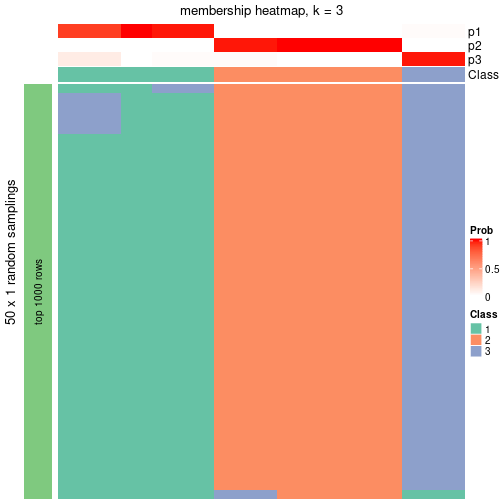 membership heatmap, k = 3
p1
p2
p3
Class
50 x 1 random samplings
top 1000 rows
Prob
1
0.5
0
Class
1
2
3